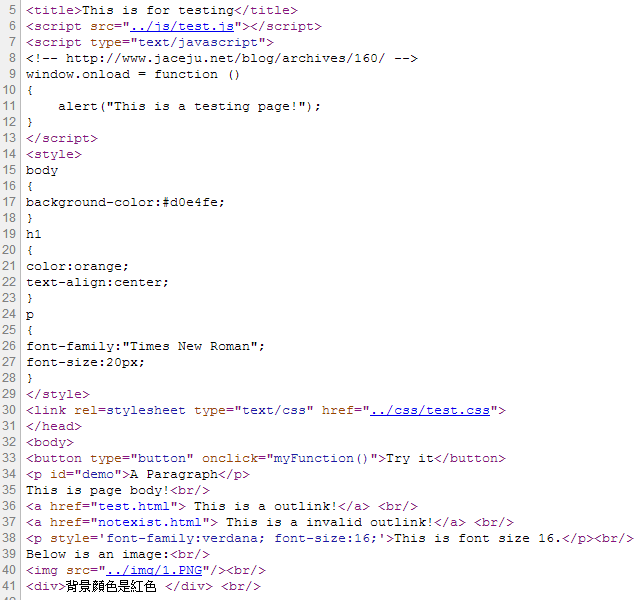 5 <title>This is for testing</title>
6 <script src="../js/test.js"></script>
7 <script type="text/javascript">
8 <!-- http://www.jaceju.net/blog/archives/160/ -->
9 window.onload = function ()
10 {
11     alert("This is a testing page!");
12 }
13 </script>
14 <style>
15 body
16 {
17 background-color:#d0e4fe;
18 }
19 h1
20 {
21 color:orange;
22 text-align:center;
23 }
24 p
25 {
26 font-family:"Times New Roman";
27 font-size:20px;
28 }
29 </style>
30 <link rel=stylesheet type="text/css" href="../css/test.css">
31 </head>
32 <body>
33 <button type="button" onclick="myFunction()">Try it</button>
34 <p id="demo">A Paragraph</p>
35 This is page body!<br/>
36 <a href="test.html"> This is a outlink!</a> <br/>
37 <a href="notexist.html"> This is a invalid outlink!</a> <br/>
38 <p style='font-family:verdana; font-size:16;'>This is font size 16.</p><br/>
39 Below is an image:<br/>
40 <img src="../img/1.PNG"/><br/>
41 <div>背景顏色是紅色 </div> <br/>